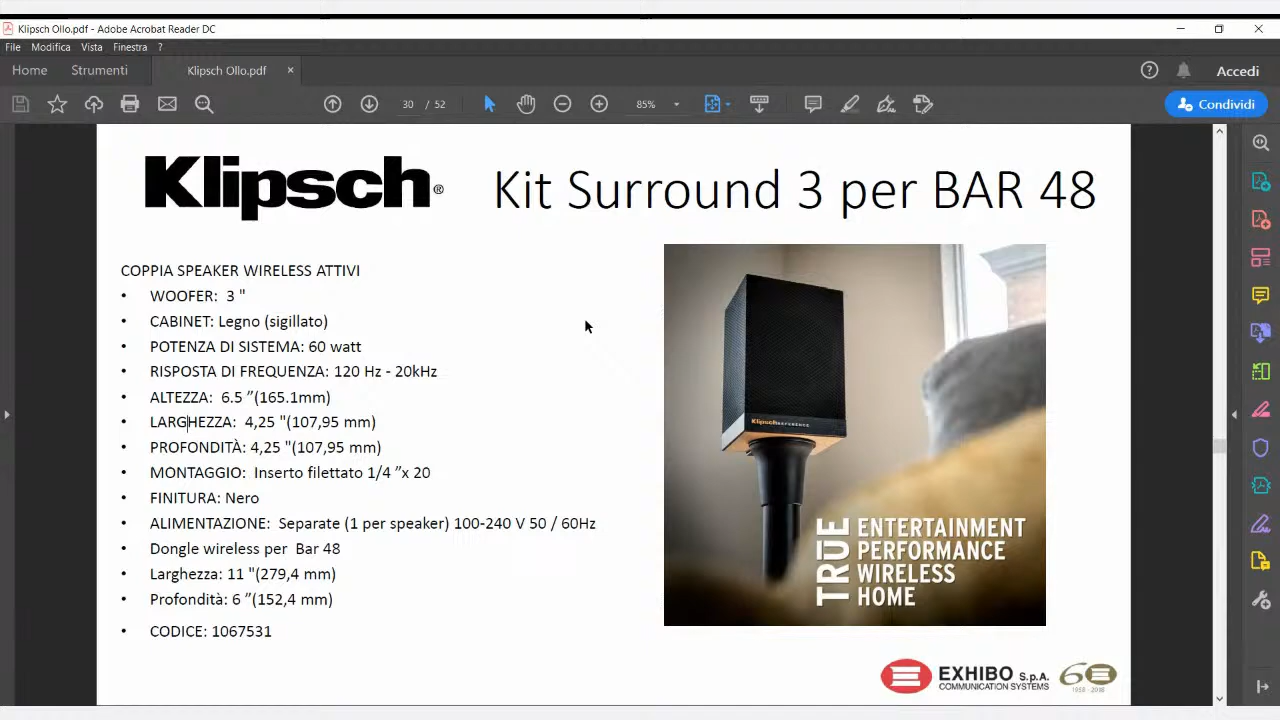 Klipsch Ollo.pdf - Adobe Acrobat Reader DC
File Modifica Vista Finestra ?
Home Strumenti Klipsch Ollo.pdf × Accedi
30 / 52 85% Condividi
Klipsch® Kit Surround 3 per BAR 48
COPPIA SPEAKER WIRELESS ATTIVI
• WOOFER: 3 "
• CABINET: Legno (sigillato)
• POTENZA DI SISTEMA: 60 watt
• RISPOSTA DI FREQUENZA: 120 Hz - 20kHz
• ALTEZZA: 6.5 ”(165.1mm)
• LARGHEZZA: 4,25 "(107,95 mm)
• PROFONDITÀ: 4,25 "(107,95 mm)
• MONTAGGIO: Inserto filettato 1/4 ”x 20
• FINITURA: Nero
• ALIMENTAZIONE: Separate (1 per speaker) 100-240 V 50 / 60Hz
• Dongle wireless per Bar 48
• Larghezza: 11 "(279,4 mm)
• Profondità: 6 ”(152,4 mm)
• CODICE: 1067531
Klipsch REFERENCE
TRUE
ENTERTAINMENT
PERFORMANCE
WIRELESS
HOME
EXHIBO S.p.A.
COMMUNICATION SYSTEMS
60
1958 - 2018